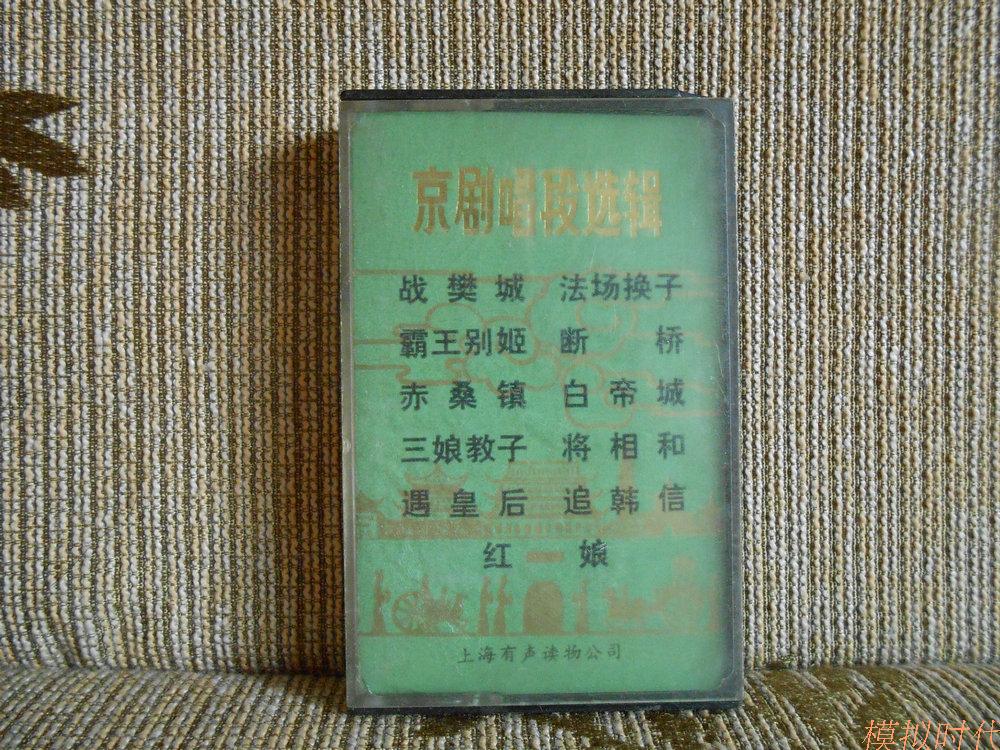 京剧唱段选辑
战樊城 法场换子
霸王别姬 断桥
赤桑镇 白帝城
三娘教子 将相和
遇皇后 追韩信
红一娘
上海有声读物公司
模拟时代